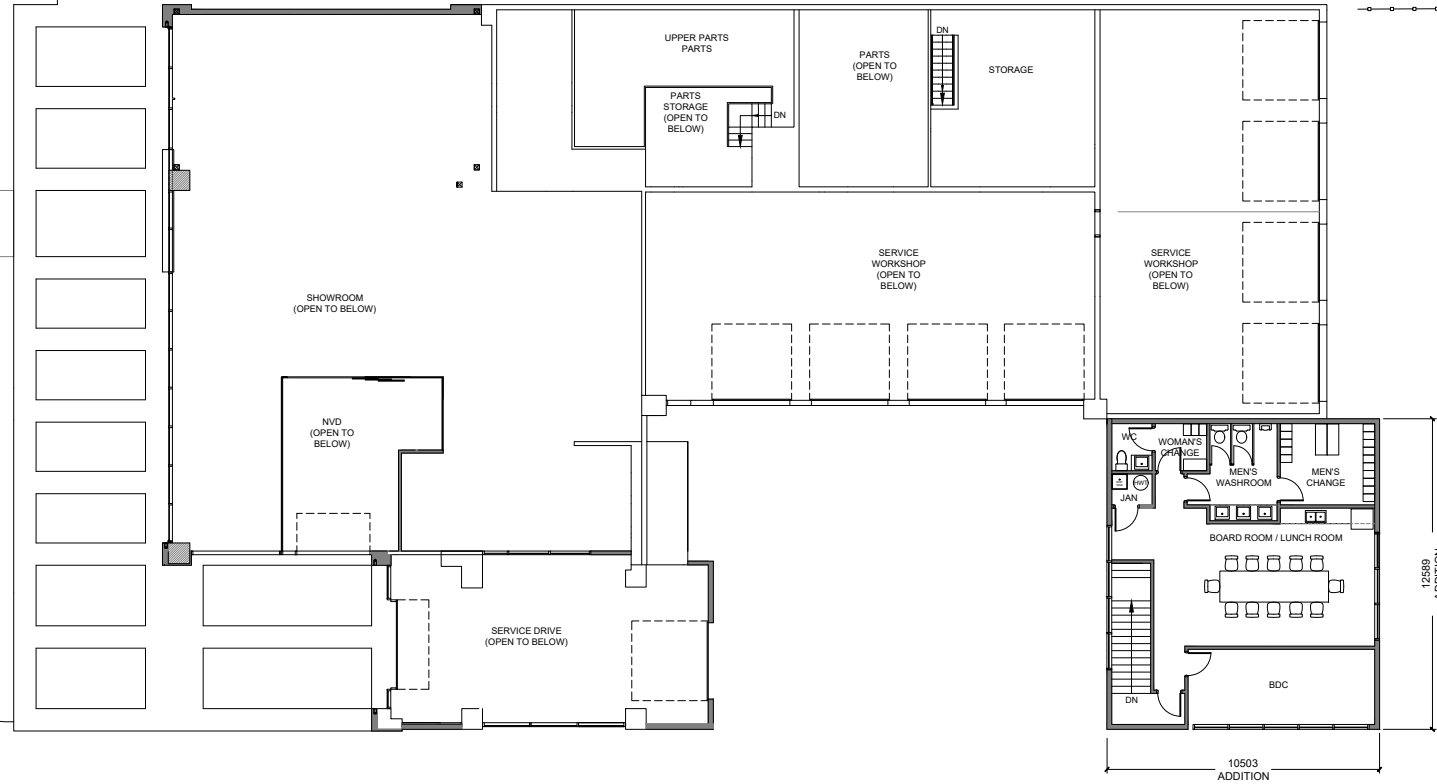 UPPER PARTS
PARTS
PARTS
(OPEN TO
BELOW)
DN
STORAGE
PARTS
STORAGE
(OPEN TO
BELOW)
DN
SERVICE
WORKSHOP
(OPEN TO
BELOW)
SERVICE
WORKSHOP
(OPEN TO
BELOW)
SHOWROOM
(OPEN TO BELOW)
NVD
(OPEN TO
BELOW)
WC
WOMAN'S
CHANGE
MEN'S
WASHROOM
MEN'S
CHANGE
HWT
JAN
BOARD ROOM / LUNCH ROOM
12589
ADDITION
SERVICE DRIVE
(OPEN TO BELOW)
BDC
DN
10503
ADDITION